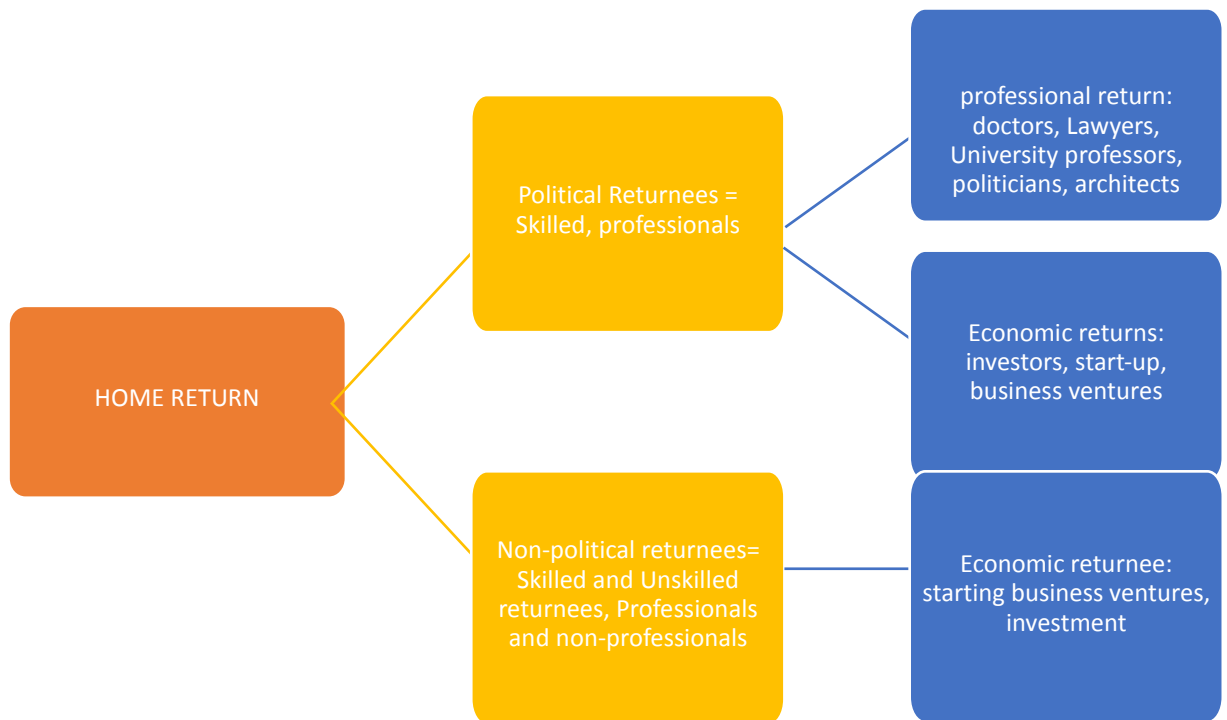 HOME RETURN
Political Returnees =
Skilled, professionals
professional return:
doctors, Lawyers,
University professors,
politicians, architects
Economic returns:
investors, start-up,
business ventures
Non-political returnees=
Skilled and Unskilled
returnees, Professionals
and non-professionals
Economic returnee:
starting business ventures,
investment